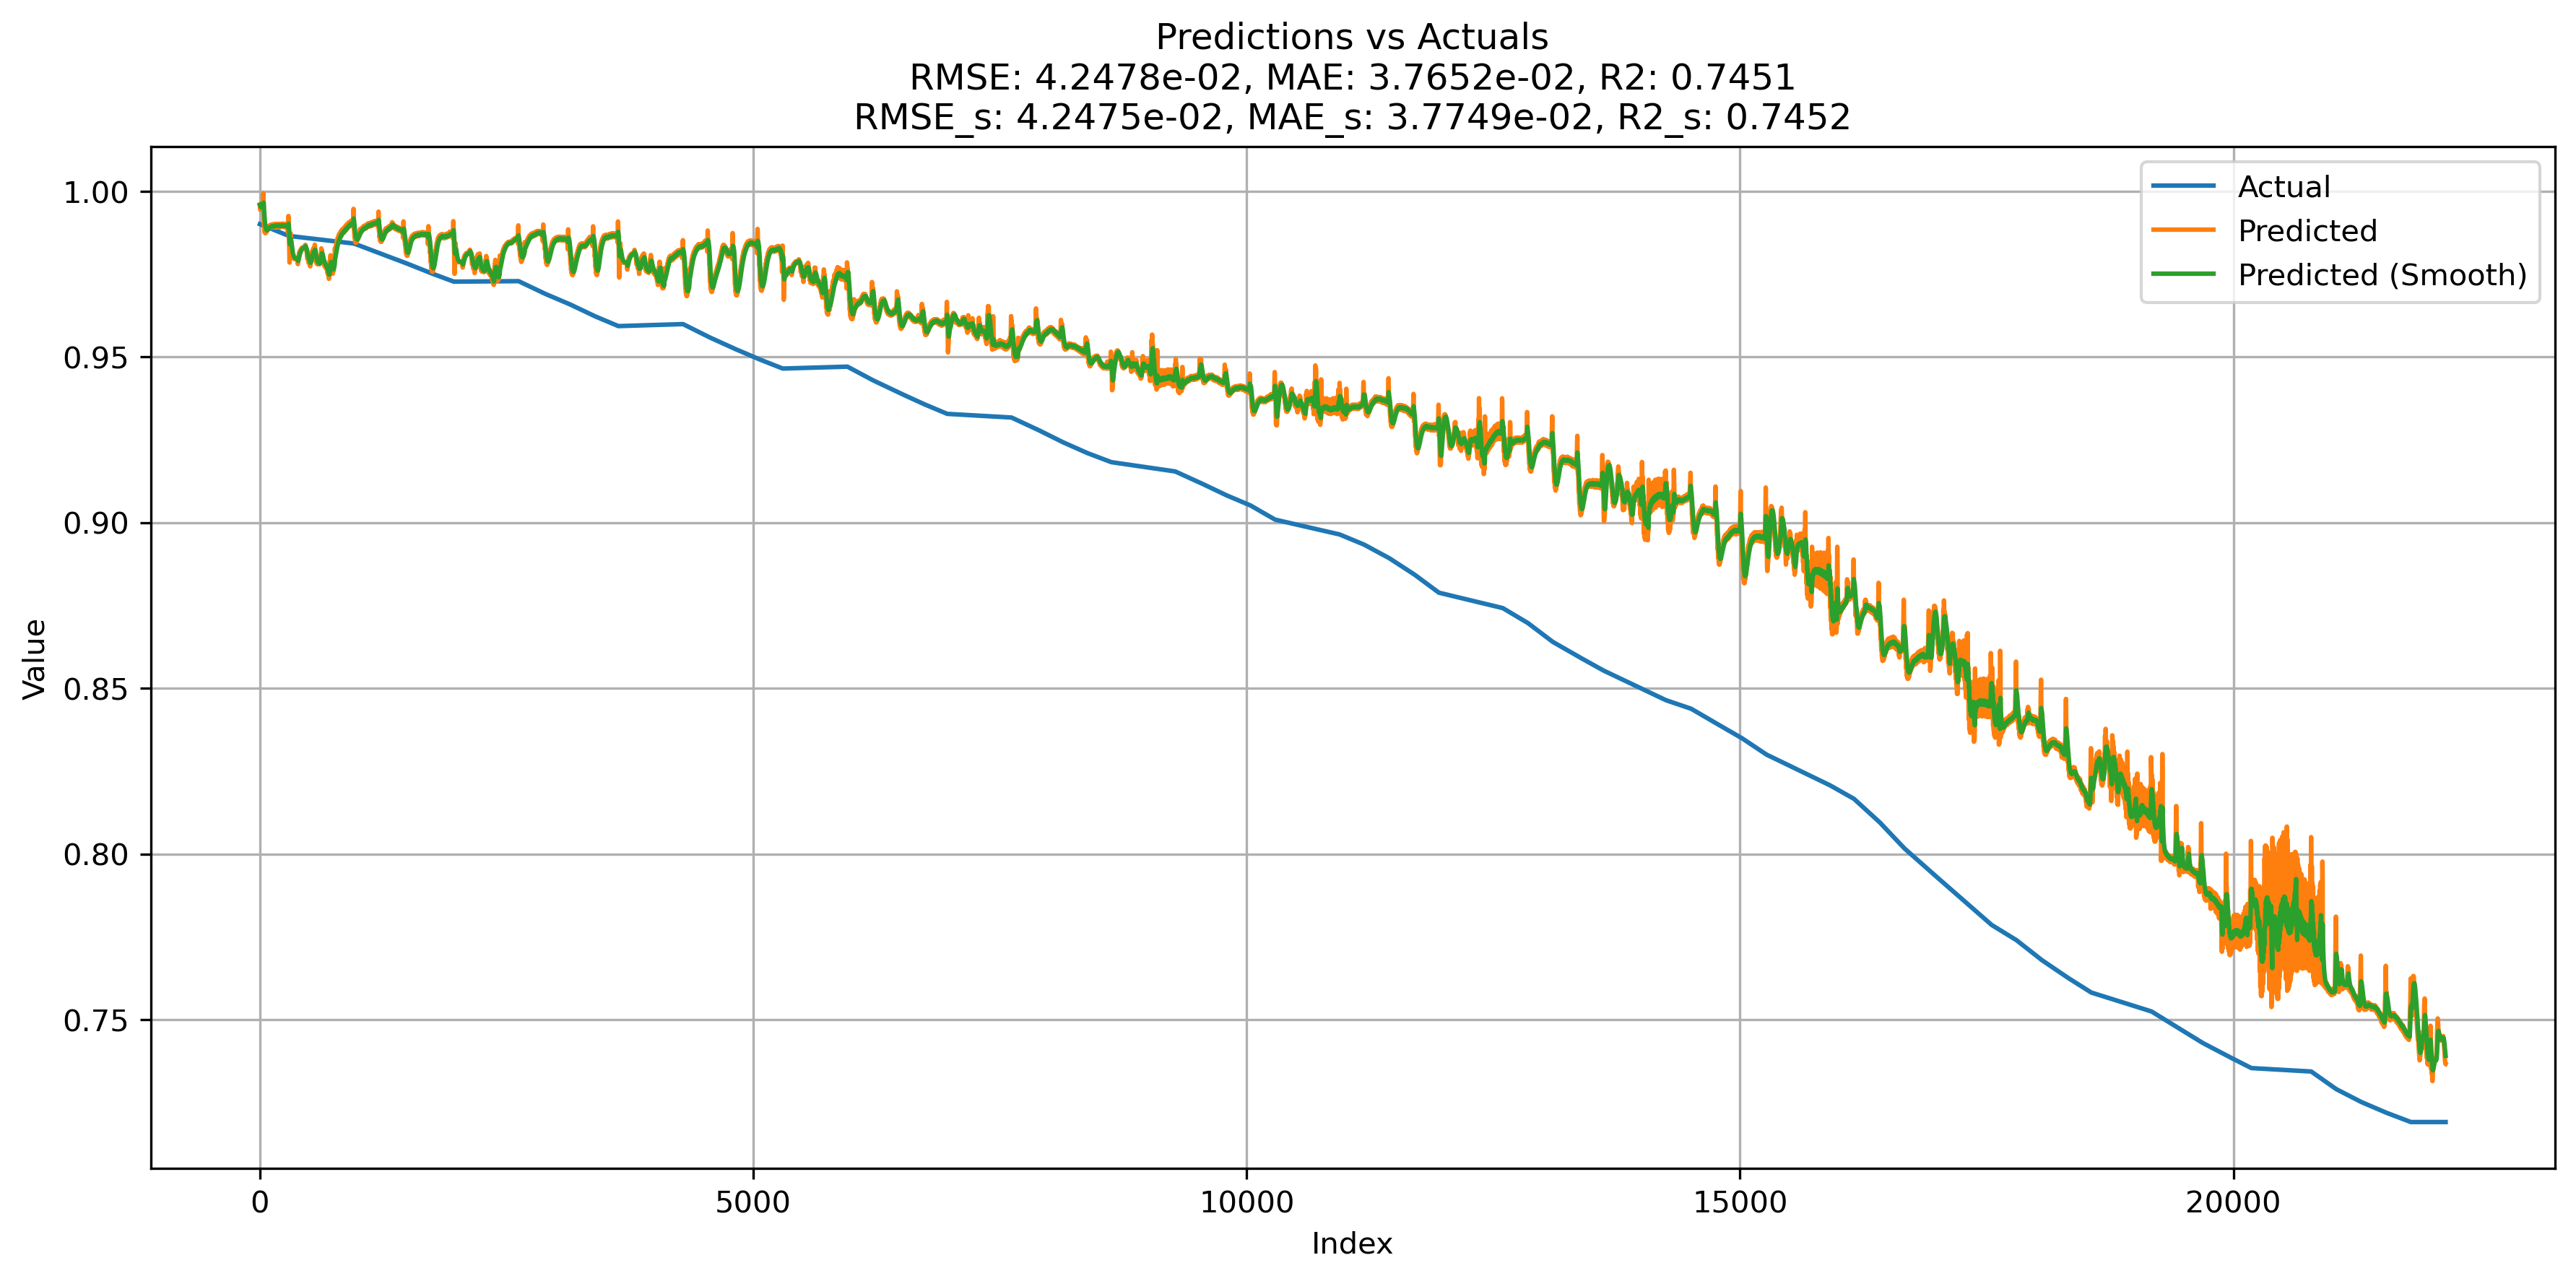 Predictions vs Actuals
RMSE: 4.2478e-02, MAE: 3.7652e-02, R2: 0.7451
RMSE_s: 4.2475e-02, MAE_s: 3.7749e-02, R2_s: 0.7452
Actual
Predicted
Predicted (Smooth)
Value
1.00
0.95
0.90
0.85
0.80
0.75
0 5000 10000 15000 20000
Index